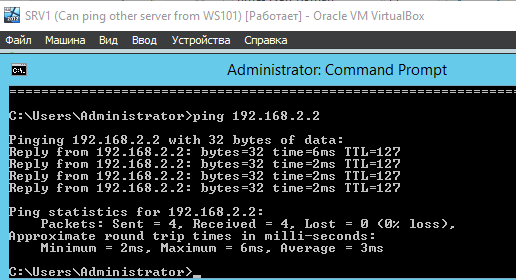 SRV1 (Can ping other server from WS101) [Работает] - Oracle VM VirtualBox
Файл Машина Вид Ввод Устройства Справка
C:\. Administrator: Command Prompt
================================================================
C:\Users\Administrator>ping 192.168.2.2
Pinging 192.168.2.2 with 32 bytes of data:
Reply from 192.168.2.2: bytes=32 time=6ms TTL=127
Reply from 192.168.2.2: bytes=32 time=2ms TTL=127
Reply from 192.168.2.2: bytes=32 time=2ms TTL=127
Reply from 192.168.2.2: bytes=32 time=2ms TTL=127
Ping statistics for 192.168.2.2:
Packets: Sent = 4, Received = 4, Lost = 0 (0% loss),
Approximate round trip times in milli-seconds:
Minimum = 2ms, Maximum = 6ms, Average = 3ms
C:\Users\Administrator>_